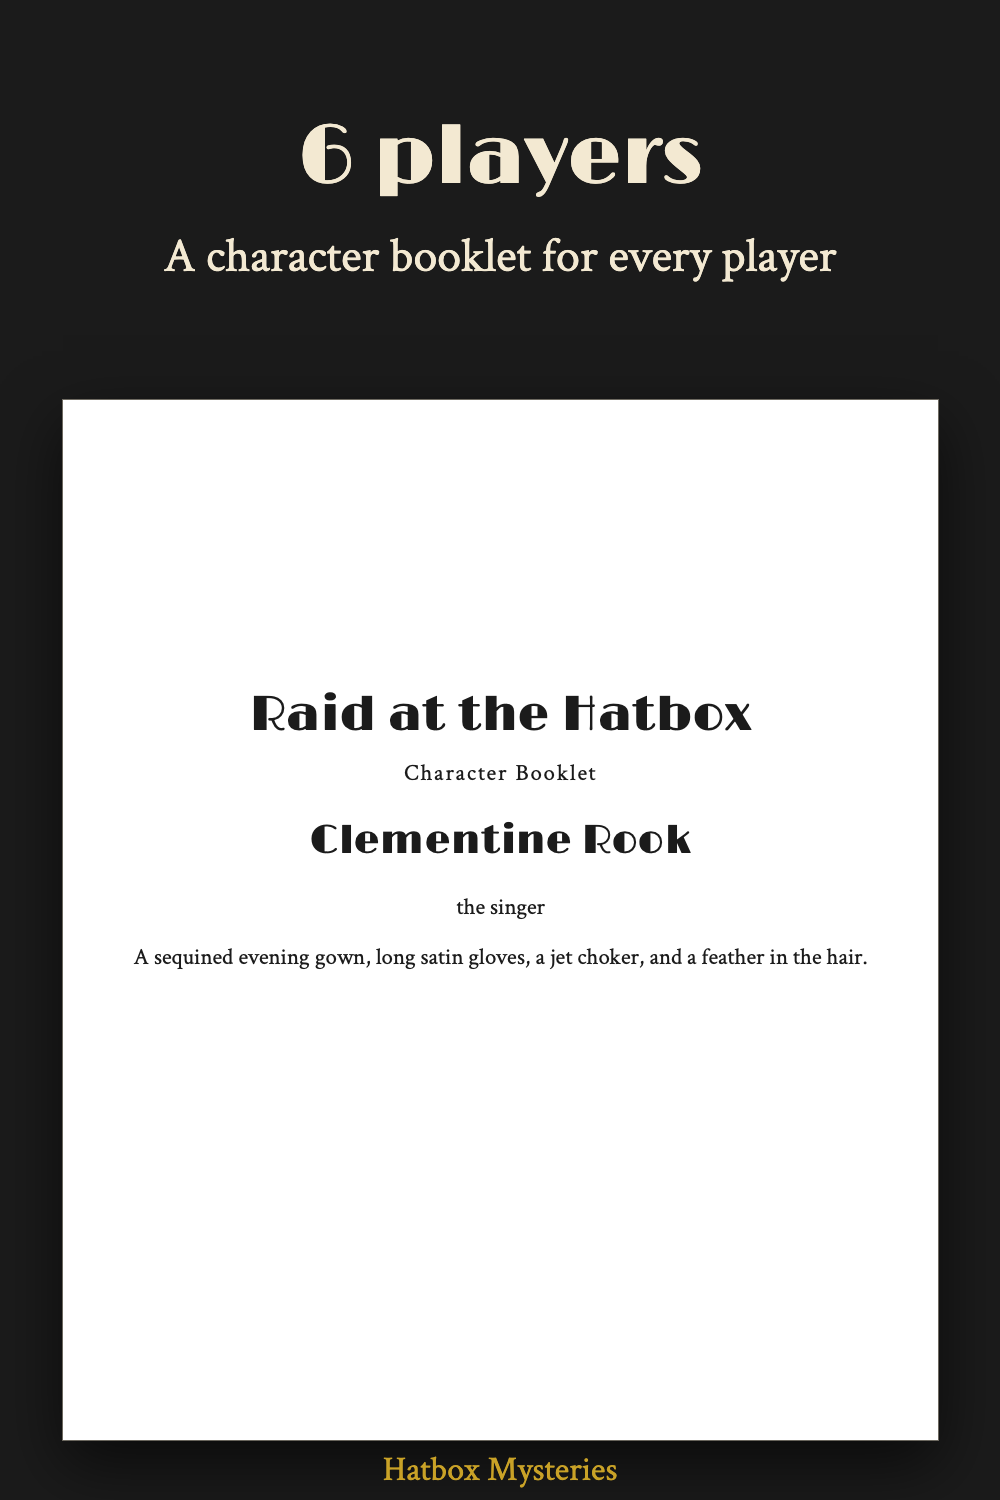 6 players
A character booklet for every player
Raid at the Hatbox
Character Booklet
Clementine Rook
the singer
A sequined evening gown, long satin gloves, a jet choker, and a feather in the hair.
Hatbox Mysteries